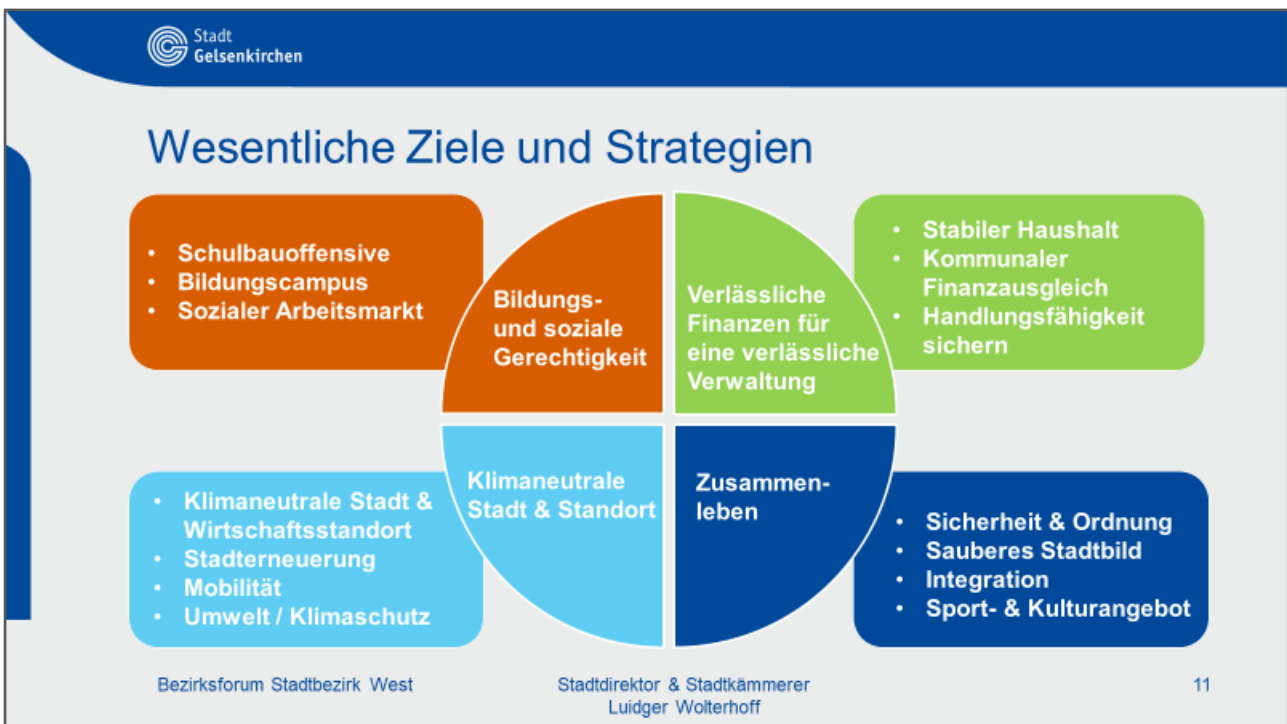 Stadt
Gelsenkirchen
Wesentliche Ziele und Strategien
• Schulbauoffensive
• Bildungscampus
• Sozialer Arbeitsmarkt
Bildungs-
und soziale
Gerechtigkeit
Verlässliche
Finanzen für
eine verlässliche
Verwaltung
• Stabiler Haushalt
• Kommunaler
Finanzausgleich
• Handlungsfähigkeit
sichern
• Klimaneutrale Stadt &
Wirtschaftsstandort
• Stadterneuerung
• Mobilität
• Umwelt / Klimaschutz
Klimaneutrale
Stadt & Standort
Zusammen-
leben
• Sicherheit & Ordnung
• Sauberes Stadtbild
• Integration
• Sport- & Kulturangebot
Bezirksforum Stadtbezirk West
Stadtdirektor & Stadtkämmerer
Luidger Wolterhoff
11